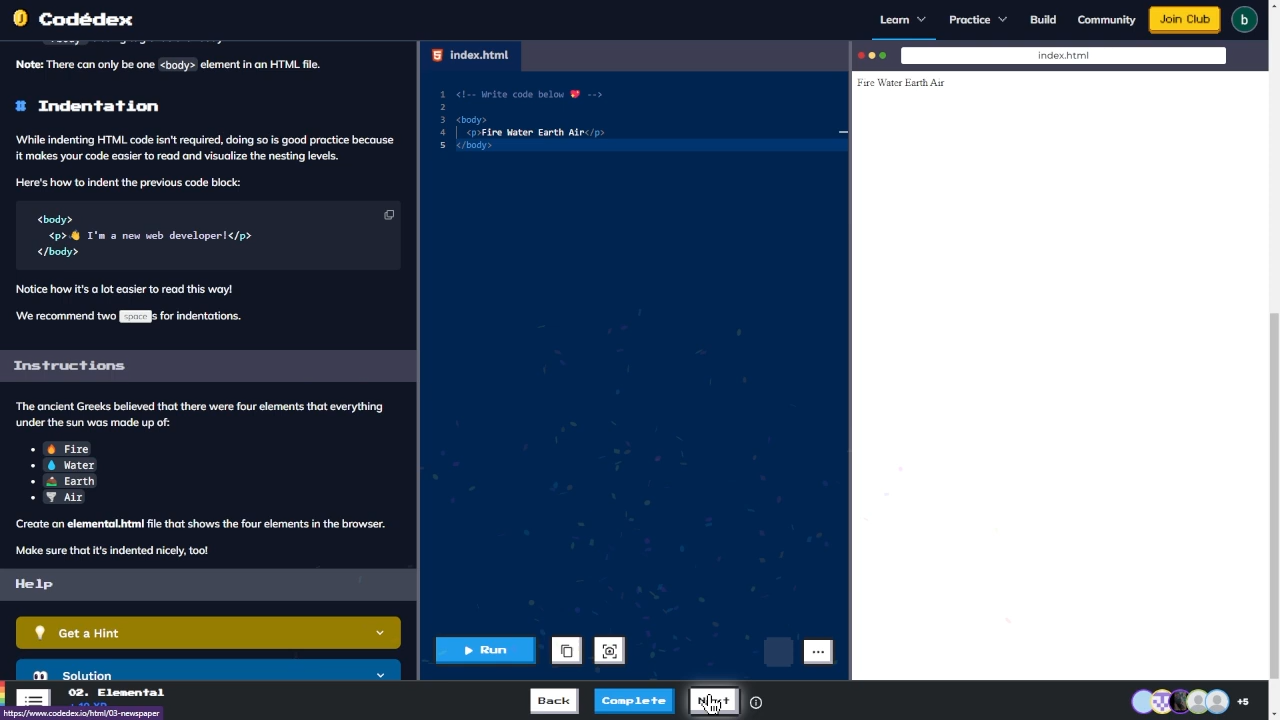 Codédex
Learn
Practice
Build
Community
Join Club
b
Note: There can only be one element in an HTML file.
Indentation
While indenting HTML code isn't required, doing so is good practice because
it makes your code easier to read and visualize the nesting levels.
Here's how to indent the previous code block:
<body>
<p>👋 I'm a new web developer!</p>
</body>
Notice how it's a lot easier to read this way!
We recommend two spaces for indentations.
Instructions
The ancient Greeks believed that there were four elements that everything
under the sun was made up of:
Fire
Water
Earth
Air
Create an elemental.html file that shows the four elements in the browser.
Make sure that it's indented nicely, too!
Help
Get a Hint
Solution
index.html
1 <!-- Write code below 💖 -->
2
3 <body>
4 <p>Fire Water Earth Air</p>
5 </body>
Run
index.html
Fire Water Earth Air
02. Elemental
Back
Complete
Next
+5
https://www.codedex.io/html/03-newspaper